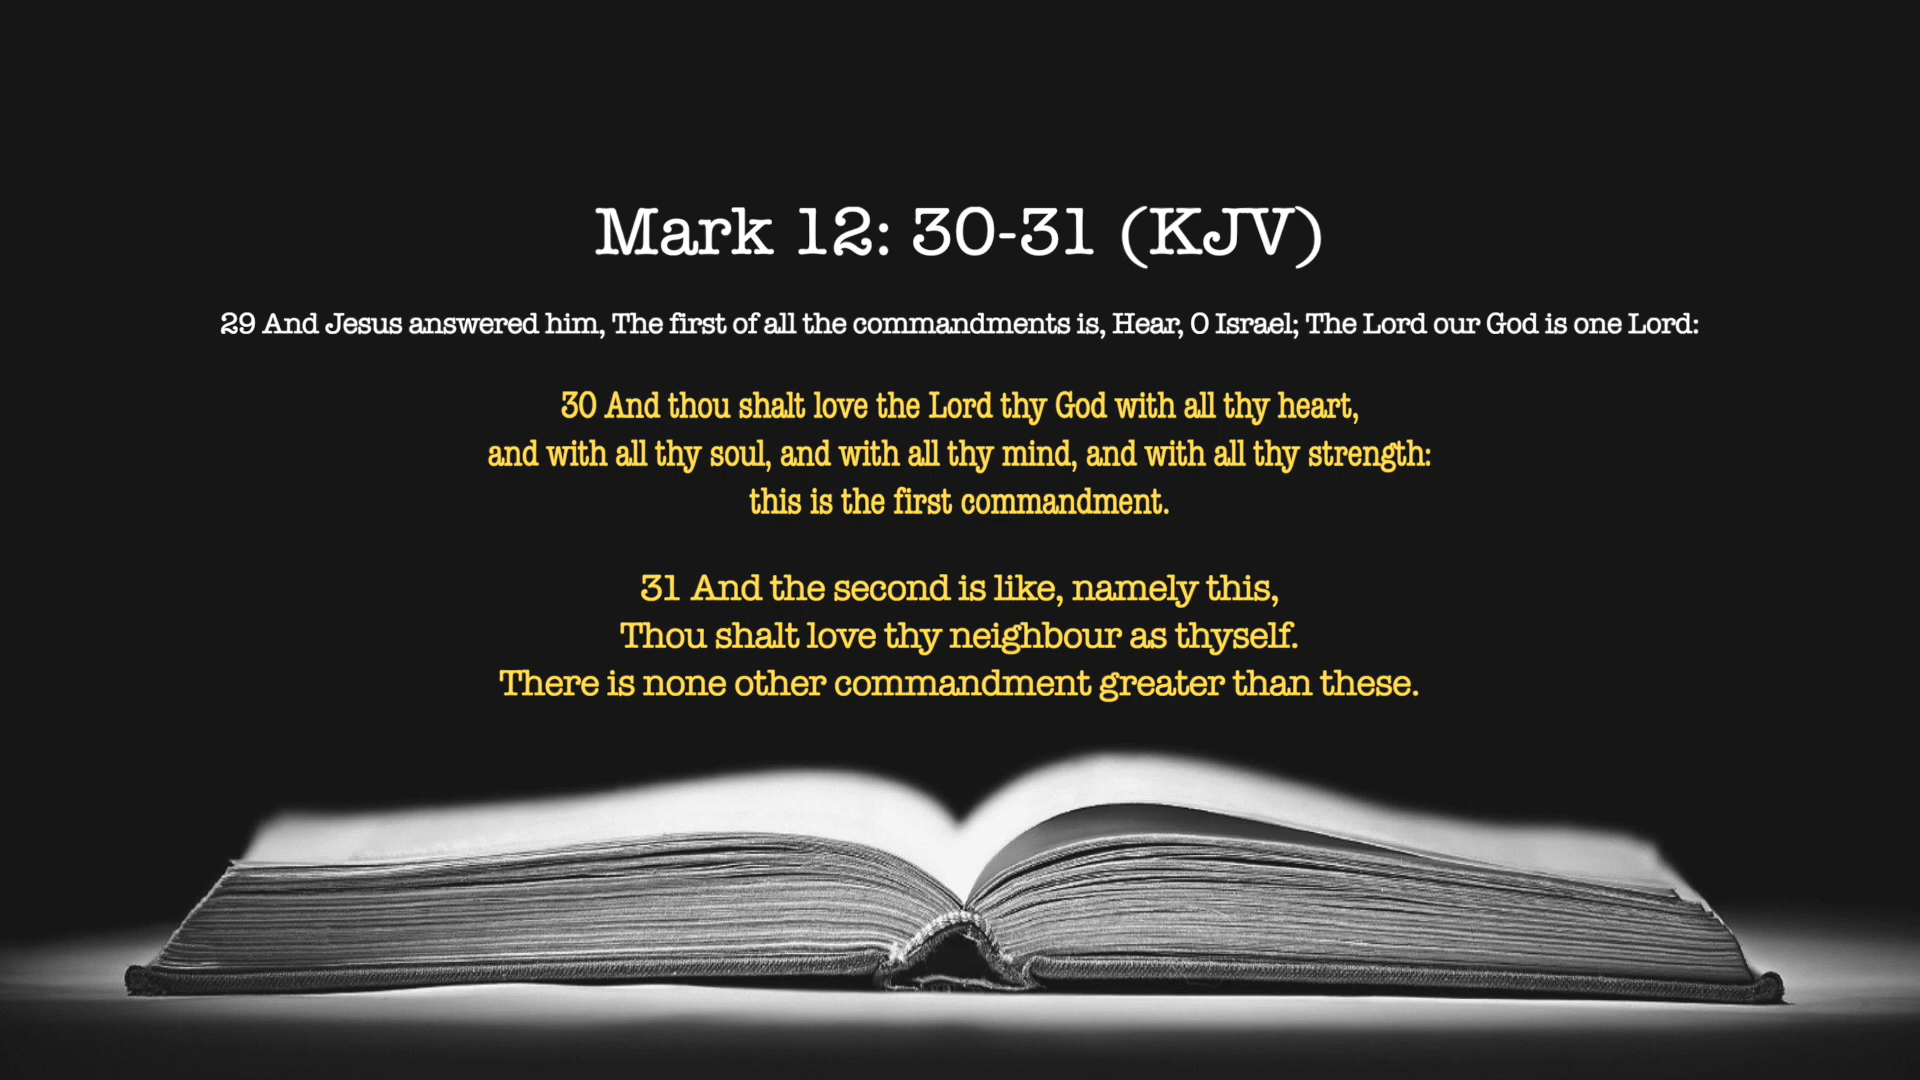 Mark 12: 30-31 (KJV)
29 And Jesus answered him, The first of all the commandments is, Hear, O Israel; The Lord our God is one Lord:
30 And thou shalt love the Lord thy God with all thy heart,
and with all thy soul, and with all thy mind, and with all thy strength:
this is the first commandment.
31 And the second is like, namely this,
Thou shalt love thy neighbour as thyself.
There is none other commandment greater than these.